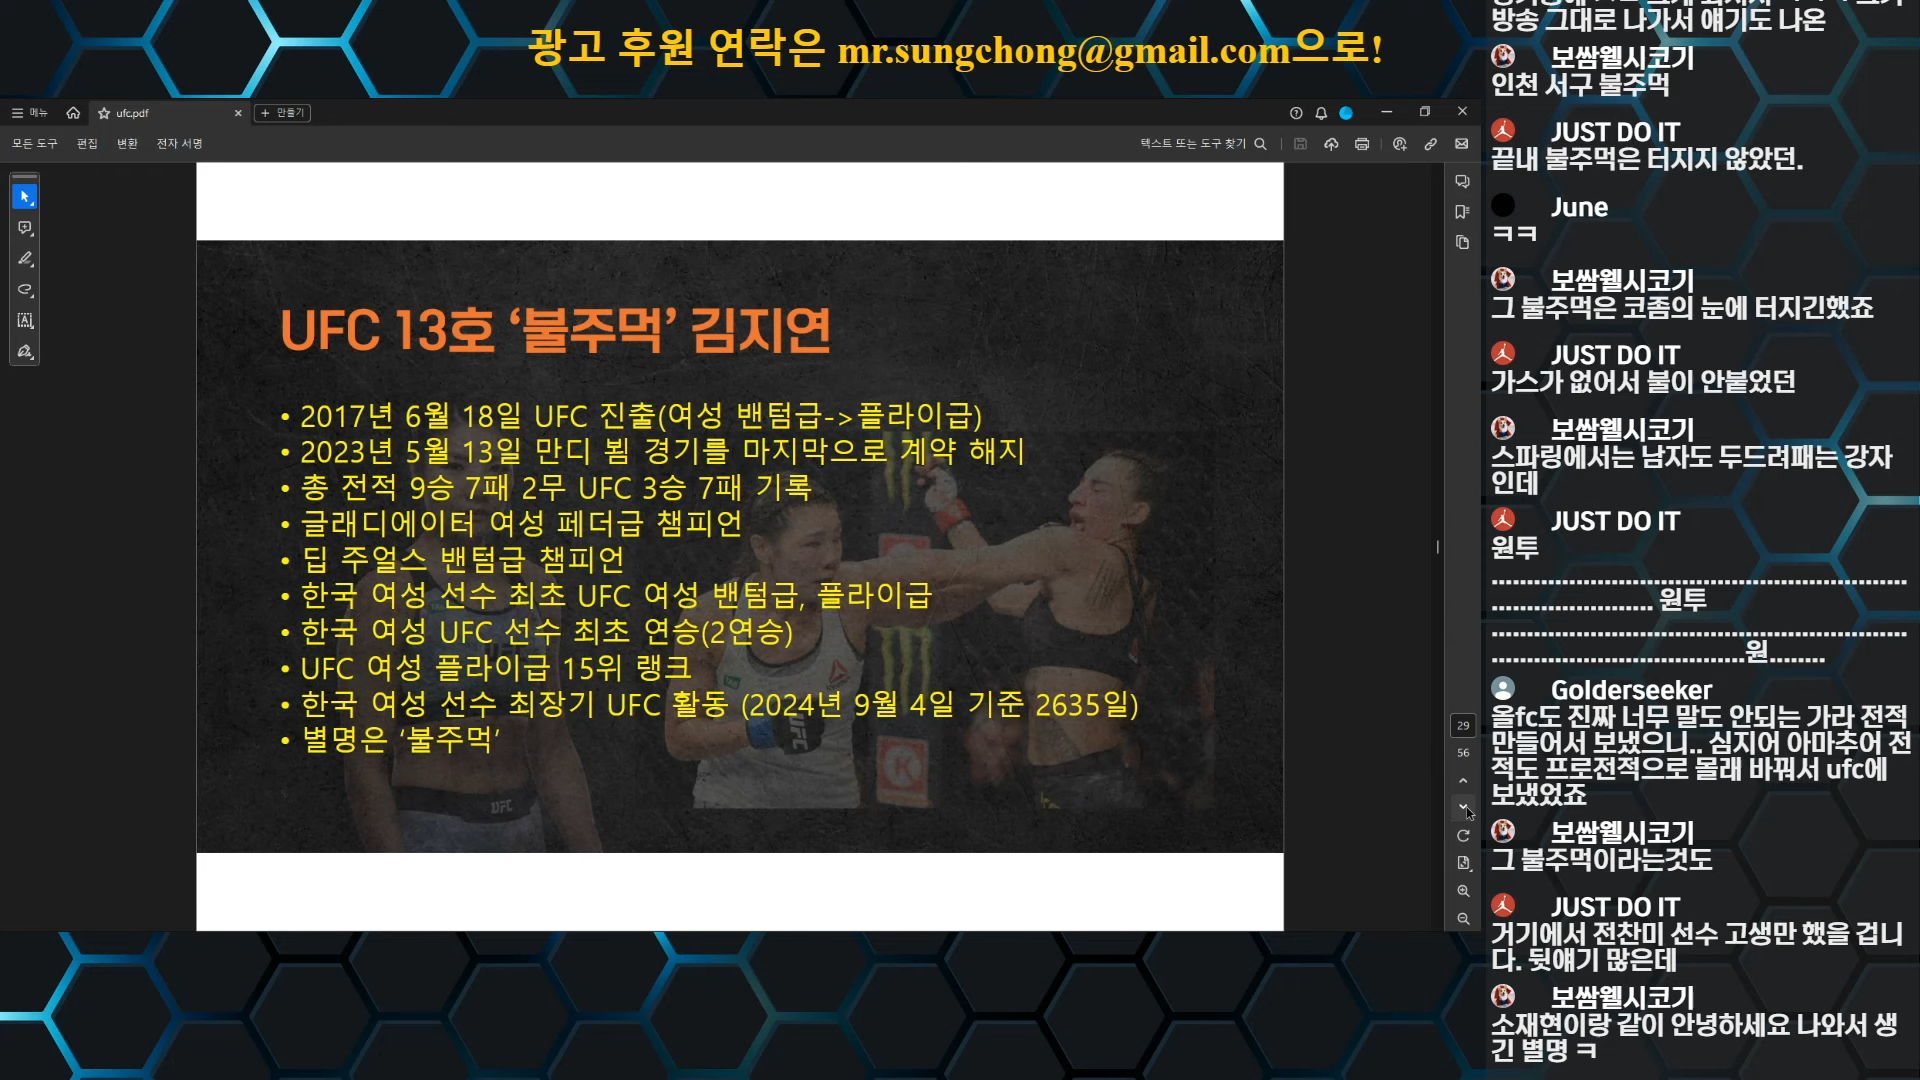 광고 후원 연락은 mr.sungchong@gmail.com으로!
메뉴
ufc.pdf
만들기
모든 도구 편집 변환 전자 서명
텍스트 또는 도구 찾기
UFC 13호 ‘불주먹’ 김지연
• 2017년 6월 18일 UFC 진출(여성 밴텀급->플라이급)
• 2023년 5월 13일 만디 뵘 경기를 마지막으로 계약 해지
• 총 전적 9승 7패 2무 UFC 3승 7패 기록
• 글래디에이터 여성 페더급 챔피언
• 딥 주얼스 밴텀급 챔피언
• 한국 여성 선수 최초 UFC 여성 밴텀급, 플라이급
• 한국 여성 UFC 선수 최초 연승(2연승)
• UFC 여성 플라이급 15위 랭크
• 한국 여성 선수 최장기 UFC 활동 (2024년 9월 4일 기준 2635일)
• 별명은 ‘불주먹’
UFC
UFC
29
56
방송 그대로 나가서 얘기도 나온
보쌈웰시코기
인천 서구 불주먹
JUST DO IT
끝내 불주먹은 터지지 않았던.
June
ㅋㅋ
보쌈웰시코기
그 불주먹은 코좀의 눈에 터지긴했죠
JUST DO IT
가스가 없어서 불이 안붙었던
보쌈웰시코기
스파링에서는 남자도 두드려패는 강자
인데
JUST DO IT
원투
..........................................................
....................... 원투
..........................................................
...................................원........
Golderseeker
올fc도 진짜 너무 말도 안되는 가라 전적
만들어서 보냈으니.. 심지어 아마추어 전
적도 프로전적으로 몰래 바꿔서 ufc에
보냈었죠
보쌈웰시코기
그 불주먹이라는것도
JUST DO IT
거기에서 전찬미 선수 고생만 했을 겁니
다. 뒷얘기 많은데
보쌈웰시코기
소재현이랑 같이 안녕하세요 나와서 생
긴 별명 ㅋ